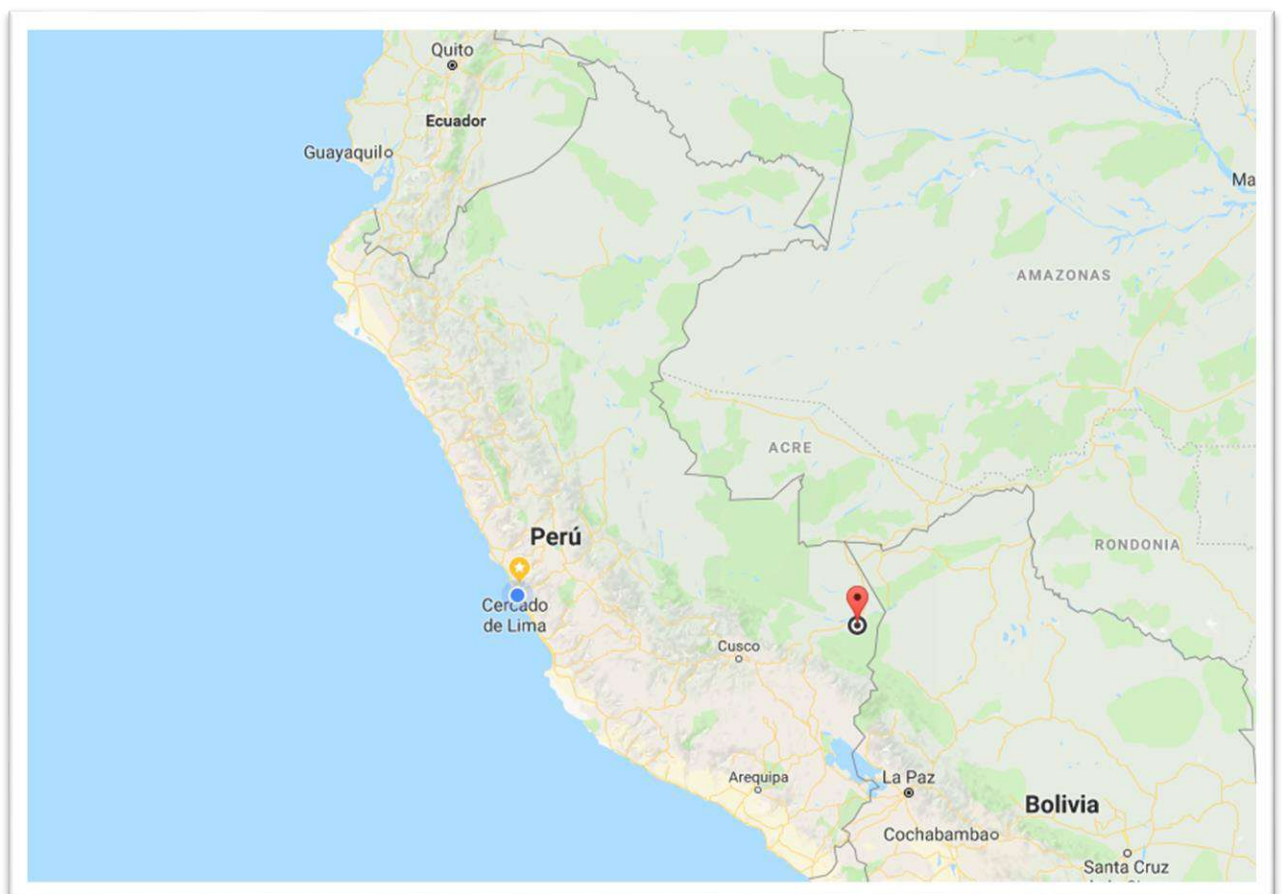 Quito
Ecuador
Guayaquil
Ma
AMAZONAS
ACRE
Perú
RONDONIA
Cercado
de Lima
Cusco
Arequipa
La Paz
Bolivia
Cochabamba
Santa Cruz